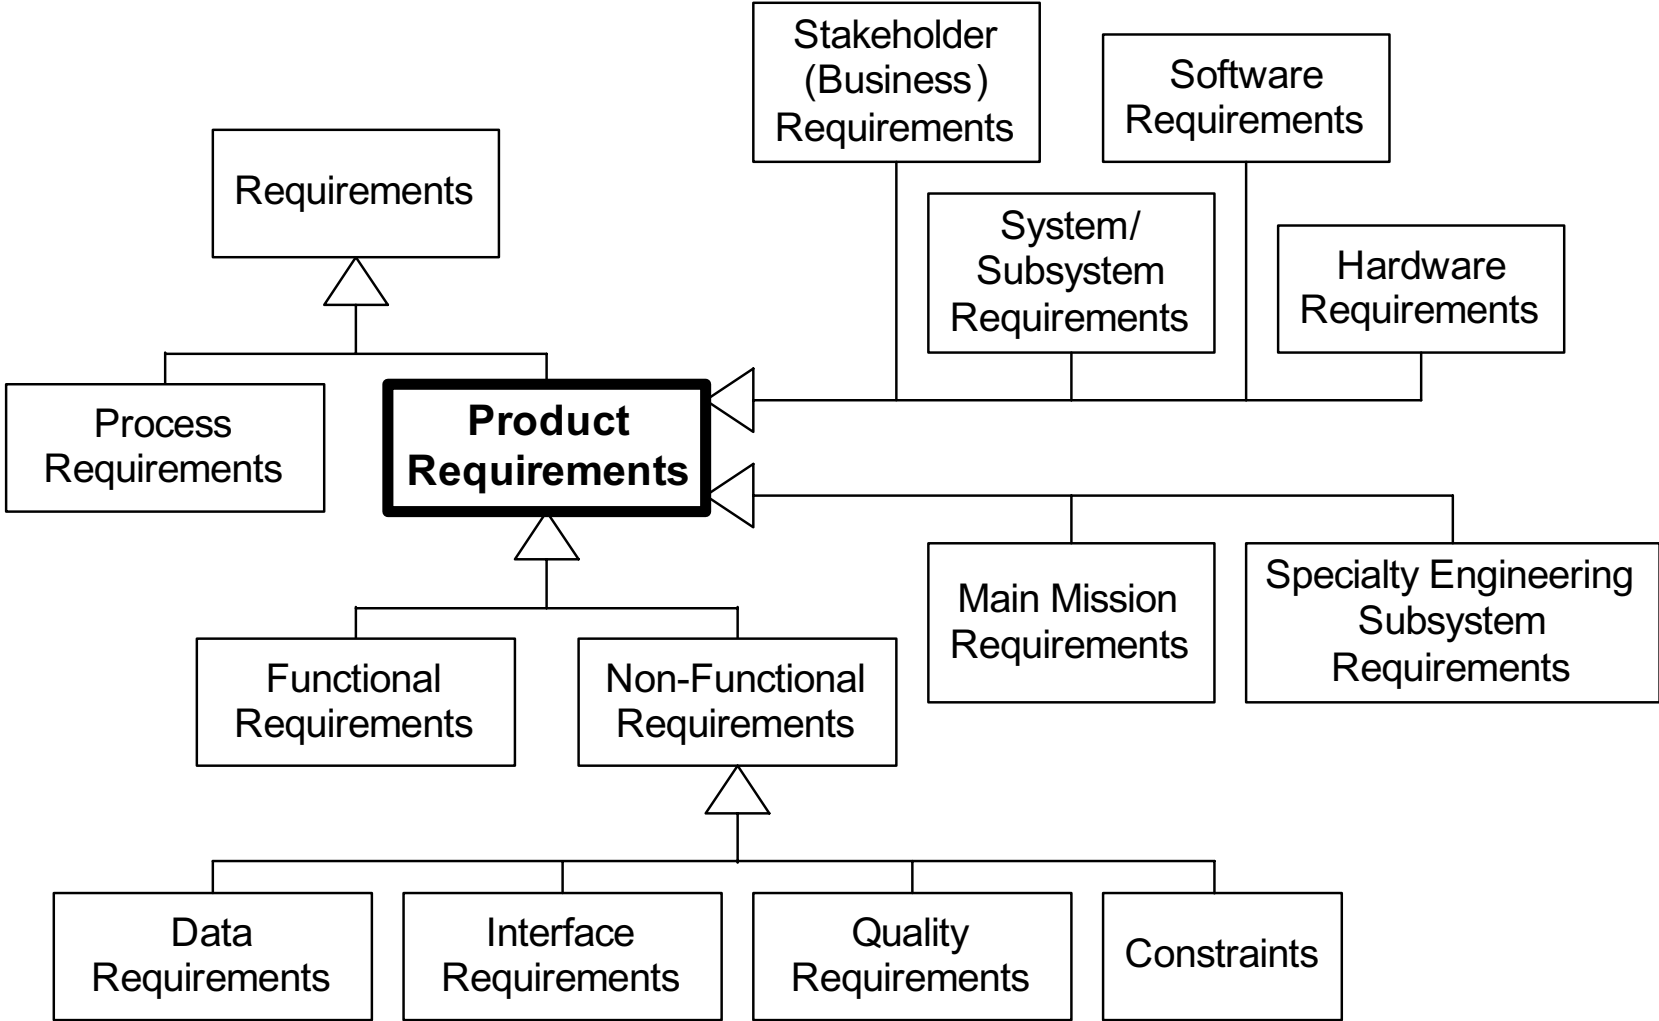 Stakeholder
(Business)
Requirements
Software
Requirements
Requirements
System/
Subsystem
Requirements
Hardware
Requirements
Process
Requirements
Product
Requirements
Main Mission
Requirements
Specialty Engineering
Subsystem
Requirements
Functional
Requirements
Non-Functional
Requirements
Data
Requirements
Interface
Requirements
Quality
Requirements
Constraints